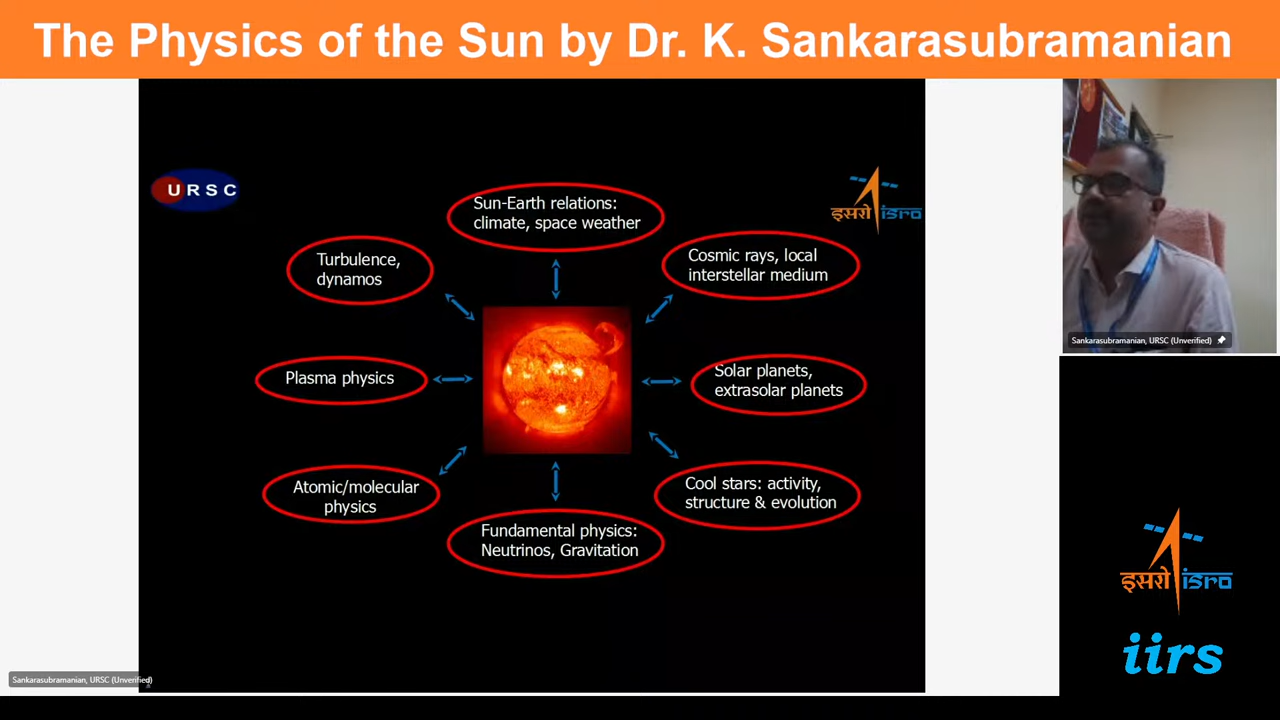 The Physics of the Sun by Dr. K. Sankarasubramanian
URSC
इसरो isro
Sun-Earth relations:
climate, space weather
Turbulence,
dynamos
Cosmic rays, local
interstellar medium
Plasma physics
Solar planets,
extrasolar planets
Atomic/molecular
physics
Cool stars: activity,
structure & evolution
Fundamental physics:
Neutrinos, Gravitation
Sankarasubramanian, URSC (Unverified)
Sankarasubramanian, URSC (Unverified)
इसरो isro
iirs